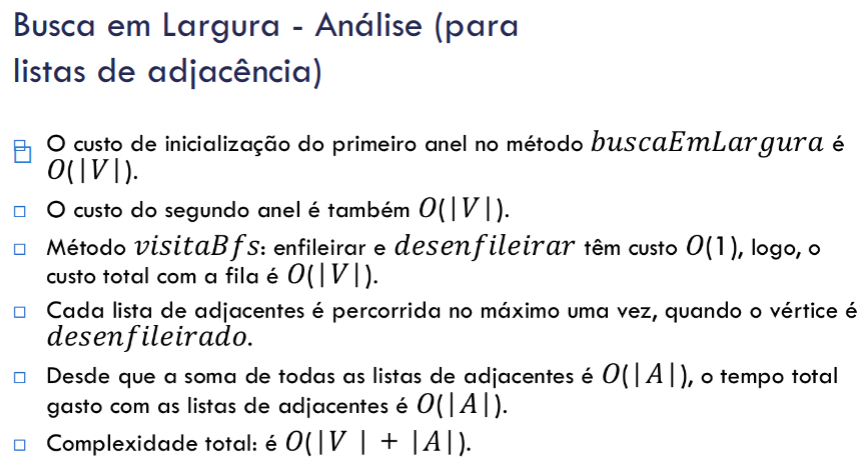 Busca em Largura - Análise (para
listas de adjacência)
O custo de inicialização do primeiro anel no método buscaEmLargura é
O(|V|).
O custo do segundo anel é também O(|V|).
Método visitaBfs: enfileirar e desenfileirar têm custo O(1), logo, o
custo total com a fila é O(|V|).
Cada lista de adjacentes é percorrida no máximo uma vez, quando o vértice é
desenfileirado.
Desde que a soma de todas as listas de adjacentes é O(|A|), o tempo total
gasto com as listas de adjacentes é O(|A|).
Complexidade total: é O(|V | + |A|).